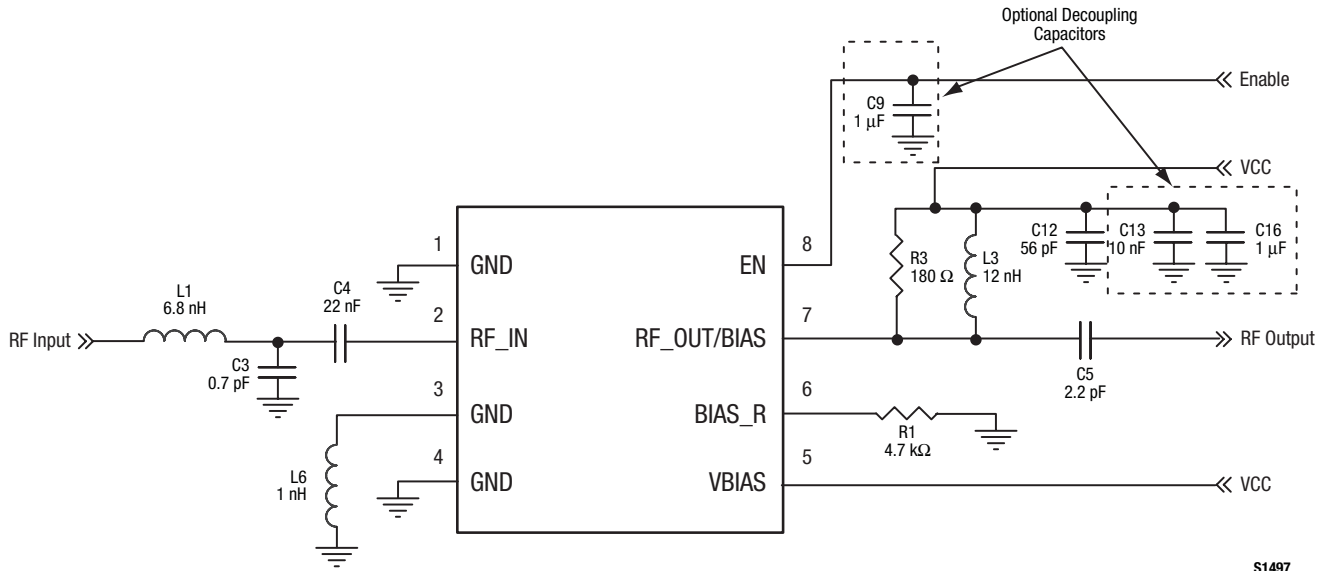 Optional Decoupling
Capacitors
Enable
C9
1 μF
VCC
C12
56 pF
C13
10 nF
C16
1 μF
R3
180 Ω
L3
12 nH
1
GND
8
EN
L1
6.8 nH
C4
22 nF
2
RF Input
RF_IN
C3
0.7 pF
7
RF_OUT/BIAS
RF Output
C5
2.2 pF
3
GND
6
BIAS_R
R1
4.7 kΩ
4
GND
L6
1 nH
5
VBIAS
VCC
S1497